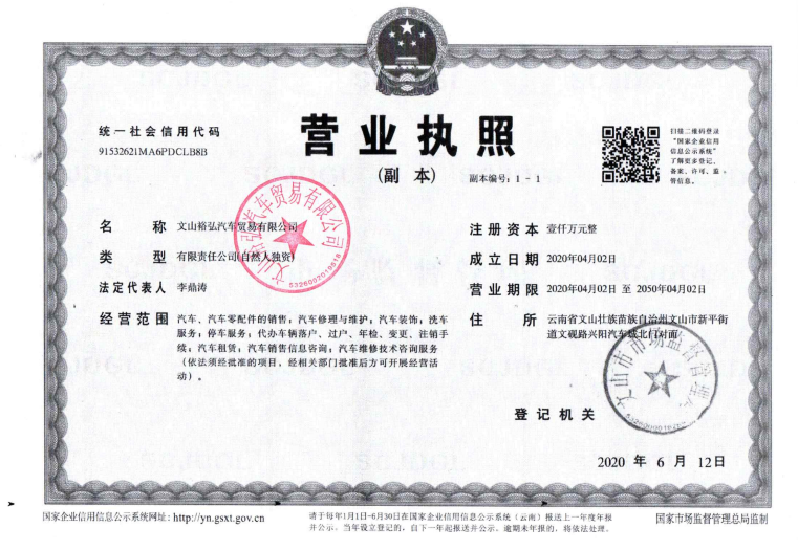 营业执照
(副 本)
副本编号：1 - 1
统一社会信用代码
91532621MA6PDCLB8B
扫描二维码登录
“国家企业信用
信息公示系统”
了解更多登记、
备案、许可、监
管信息。
名 称 文山裕弘汽车贸易有限公司
类 型 有限责任公司(自然人独资)
法定代表人 李鼎涛
经营范围 汽车、汽车零配件的销售；汽车修理与维护；汽车装饰；洗车
服务；停车服务；代办车辆落户、过户、年检、变更、注销手
续；汽车租赁；汽车销售信息咨询；汽车维修技术咨询服务
（依法须经批准的项目，经相关部门批准后方可开展经营活
动）。
注册资本 壹仟万元整
成立日期 2020年04月02日
营业期限 2020年04月02日 至 2050年04月02日
住 所 云南省文山壮族苗族自治州文山市新平街
道文砚路兴阳汽车城北门对面
文山裕弘汽车贸易有限公司
5326002019518
登记机关
文山市市场监督管理局
2020 年 6 月 12日
国家企业信用信息公示系统网址: http://yn.gsxt.gov.cn
请于每年1月1日-6月30日在国家企业信用信息公示系统（云南）报送上一年度年报
并公示。当年设立登记的，自下一年起报送并公示。逾期未年报的，将依法处理。
国家市场监督管理总局监制